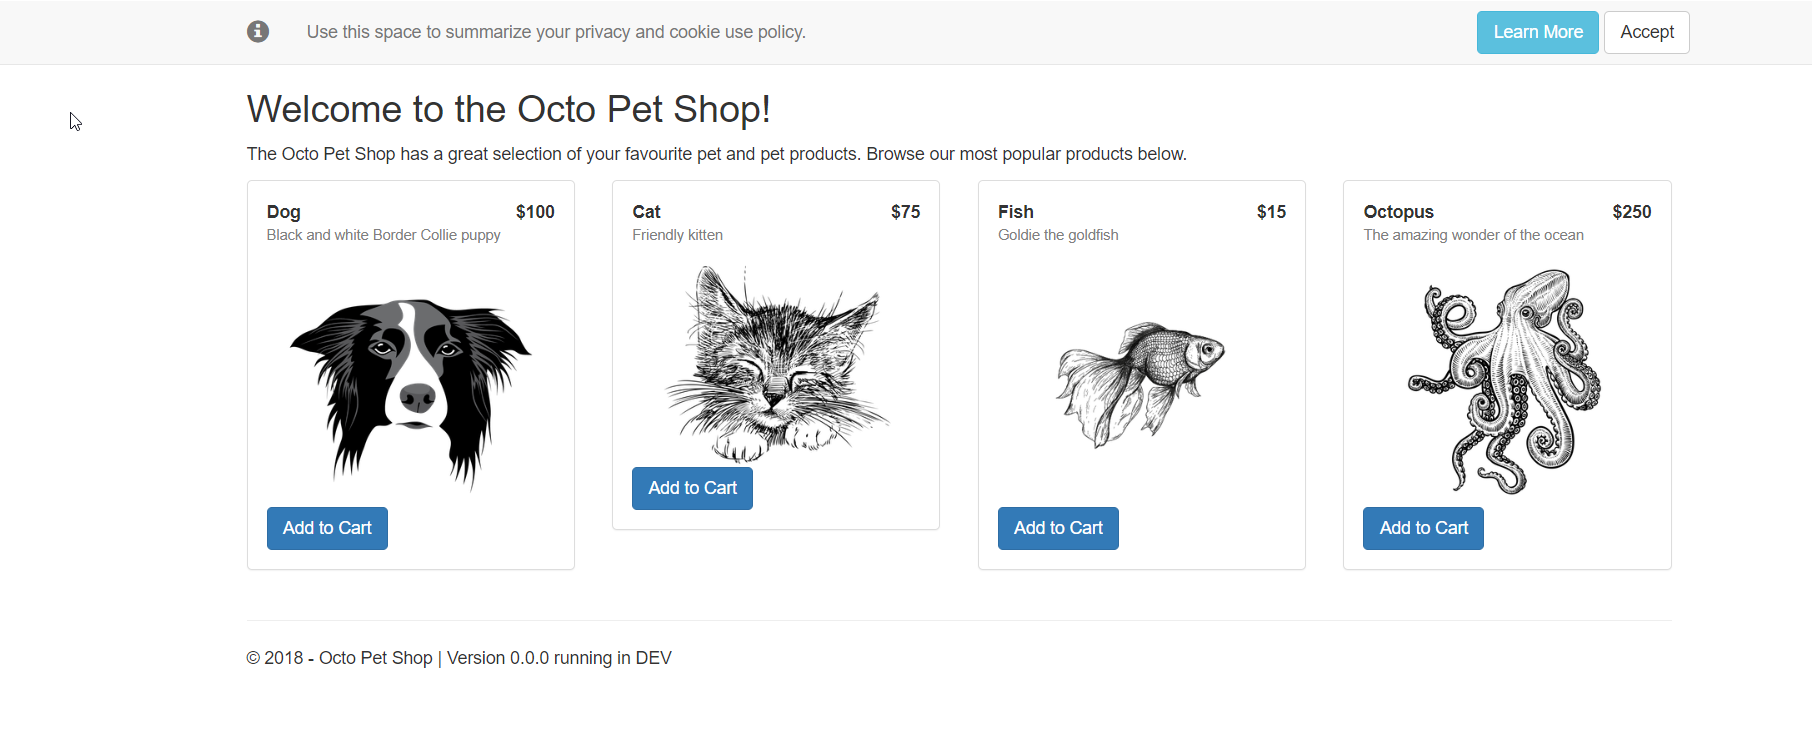 Use this space to summarize your privacy and cookie use policy.
Learn More
Accept
Welcome to the Octo Pet Shop!
The Octo Pet Shop has a great selection of your favourite pet and pet products. Browse our most popular products below.
Dog $100
Black and white Border Collie puppy
Add to Cart
Cat $75
Friendly kitten
Add to Cart
Fish $15
Goldie the goldfish
Add to Cart
Octopus $250
The amazing wonder of the ocean
Add to Cart
© 2018 - Octo Pet Shop | Version 0.0.0 running in DEV